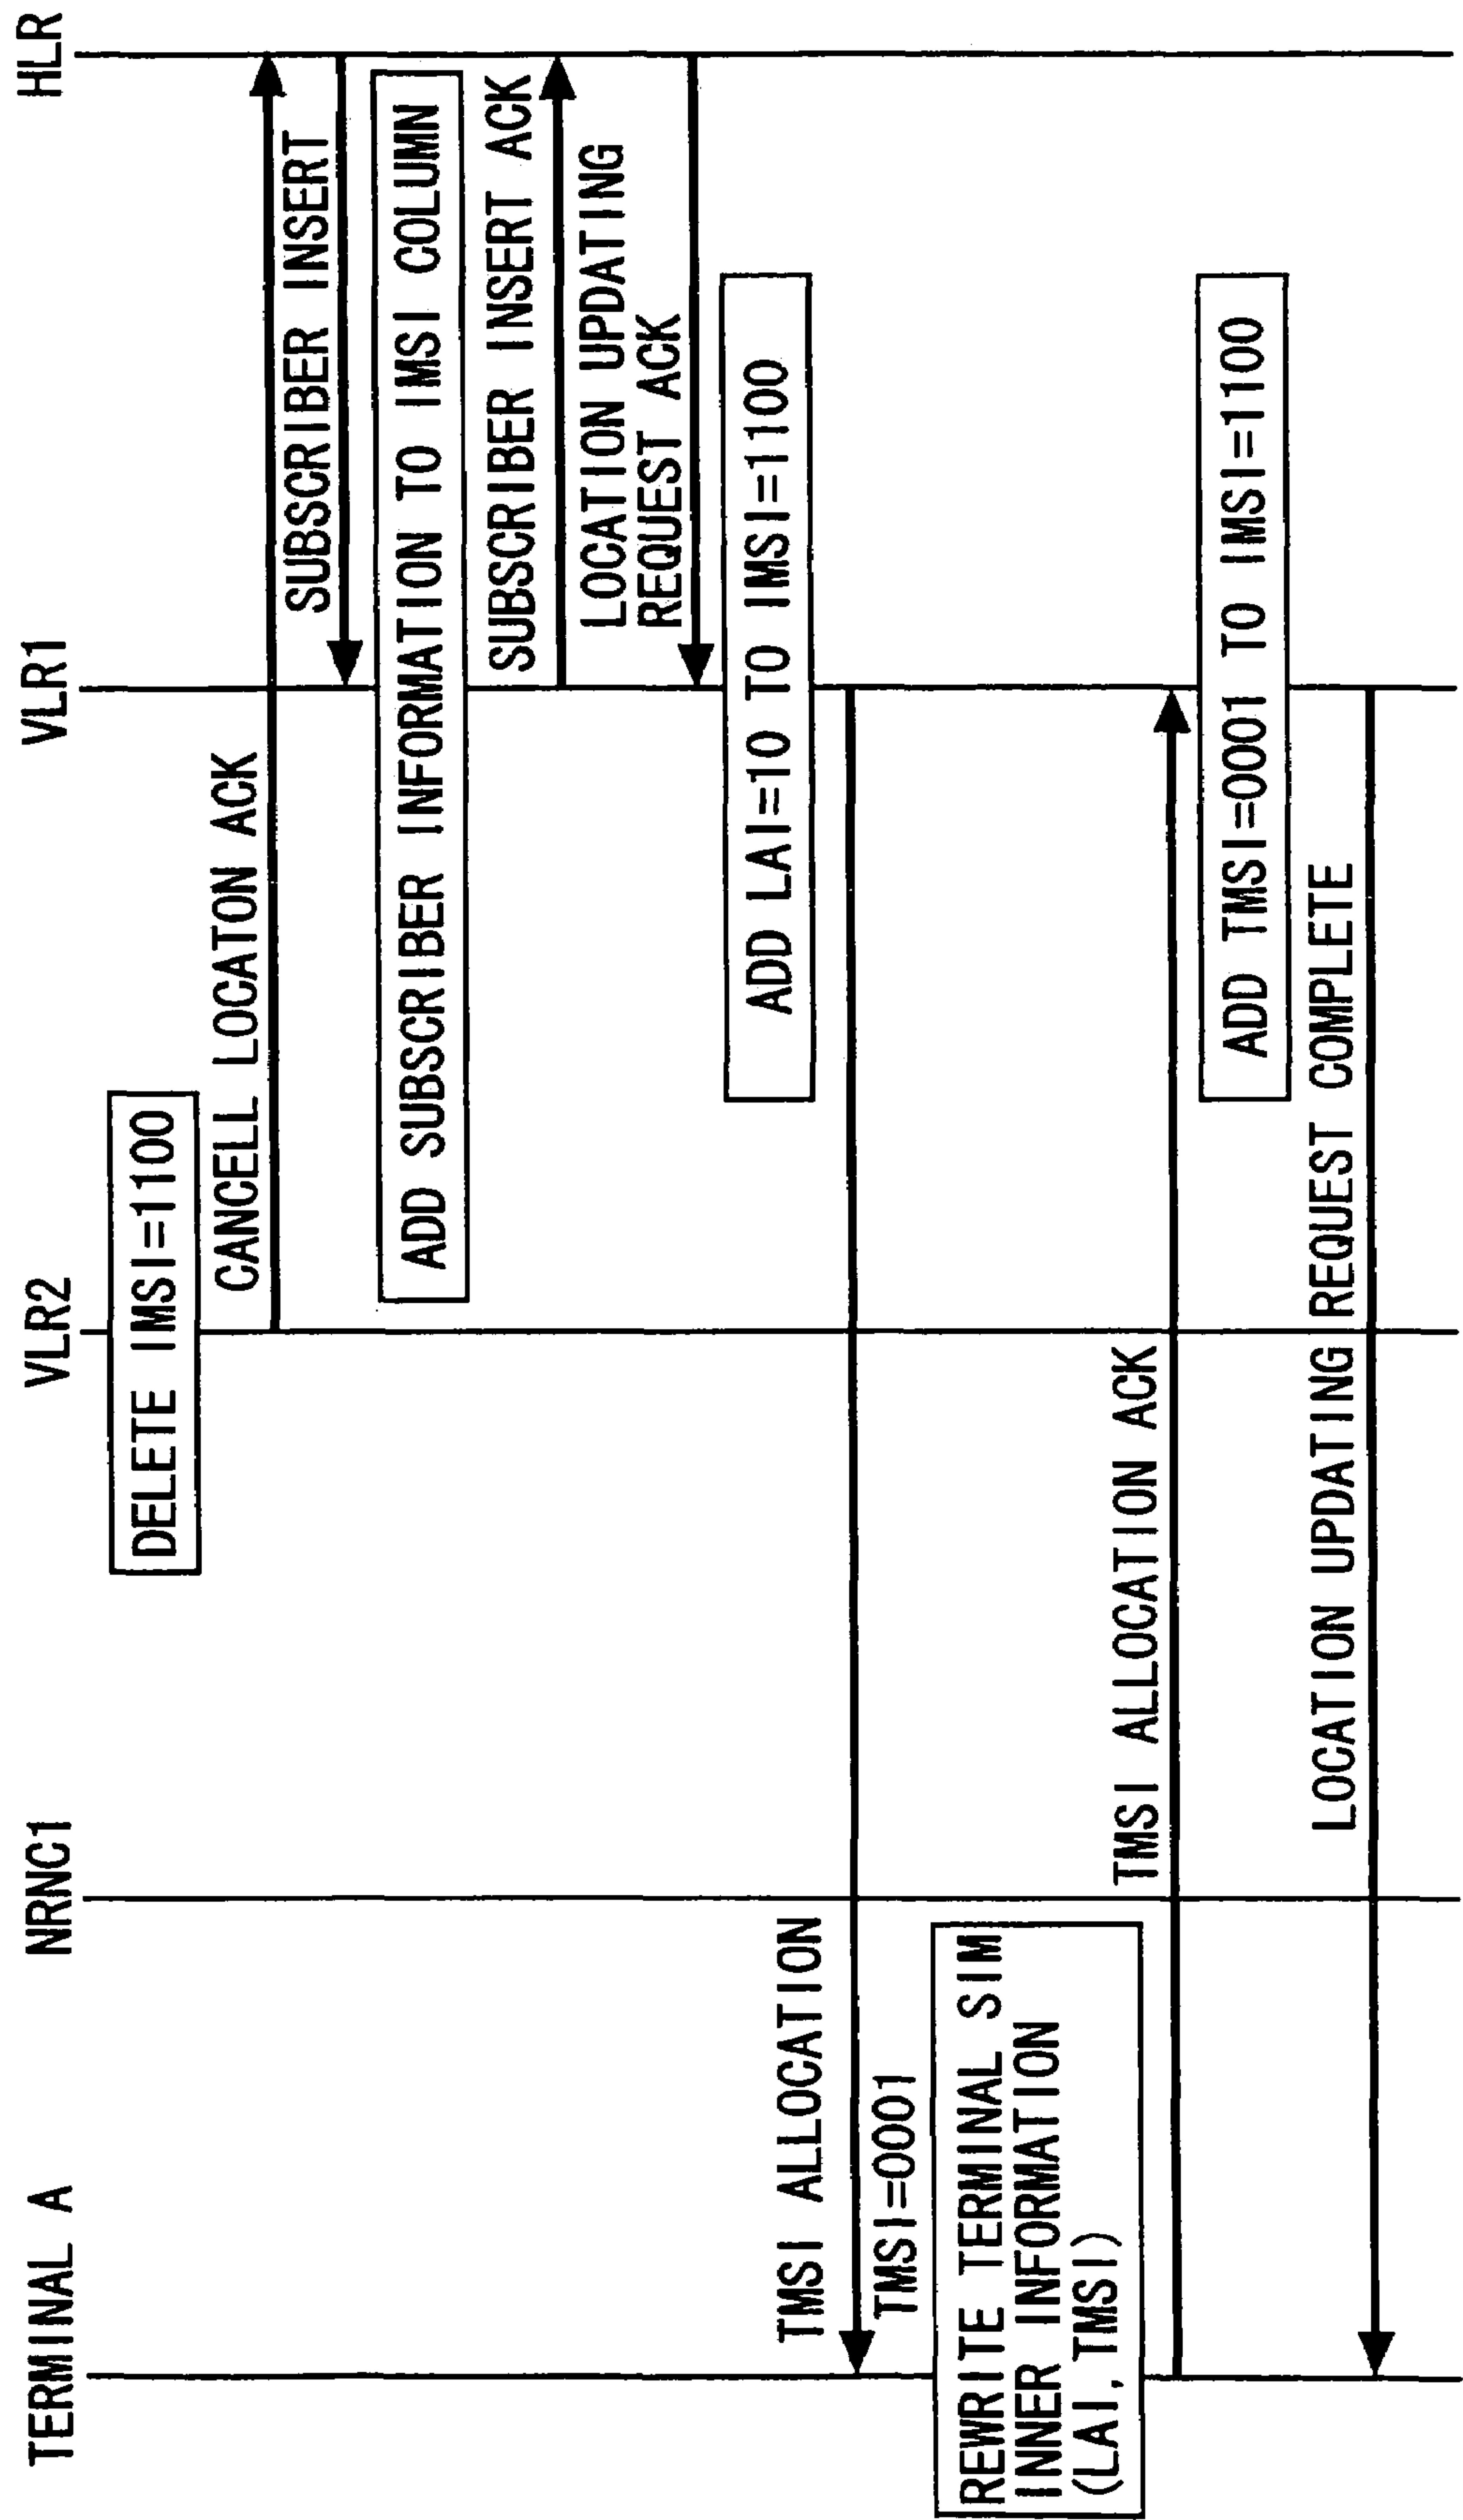 TERMINAL A
NRNC1
VLR2
VLR1
HLR
DELETE IMSI=1100
CANCELL LOCATON ACK
SUBSCRIBER INSERT
ADD SUBSCRIBER INFORMATION TO IMSI COLUMN
SUBSCRIBER INSERT ACK
LOCATION UPDATING
REQUEST ACK
ADD LAI=10 TO IMSI=1100
TMSI ALLOCATION
TMSI=0001
REWRITE TERMINAL SIM
INNER INFORMATION
(LAI,TMSI)
TMSI ALLOCATION ACK
ADD TMSI=0001 TO IMSI=1100
LOCATION UPDATING REQUEST COMPLETE